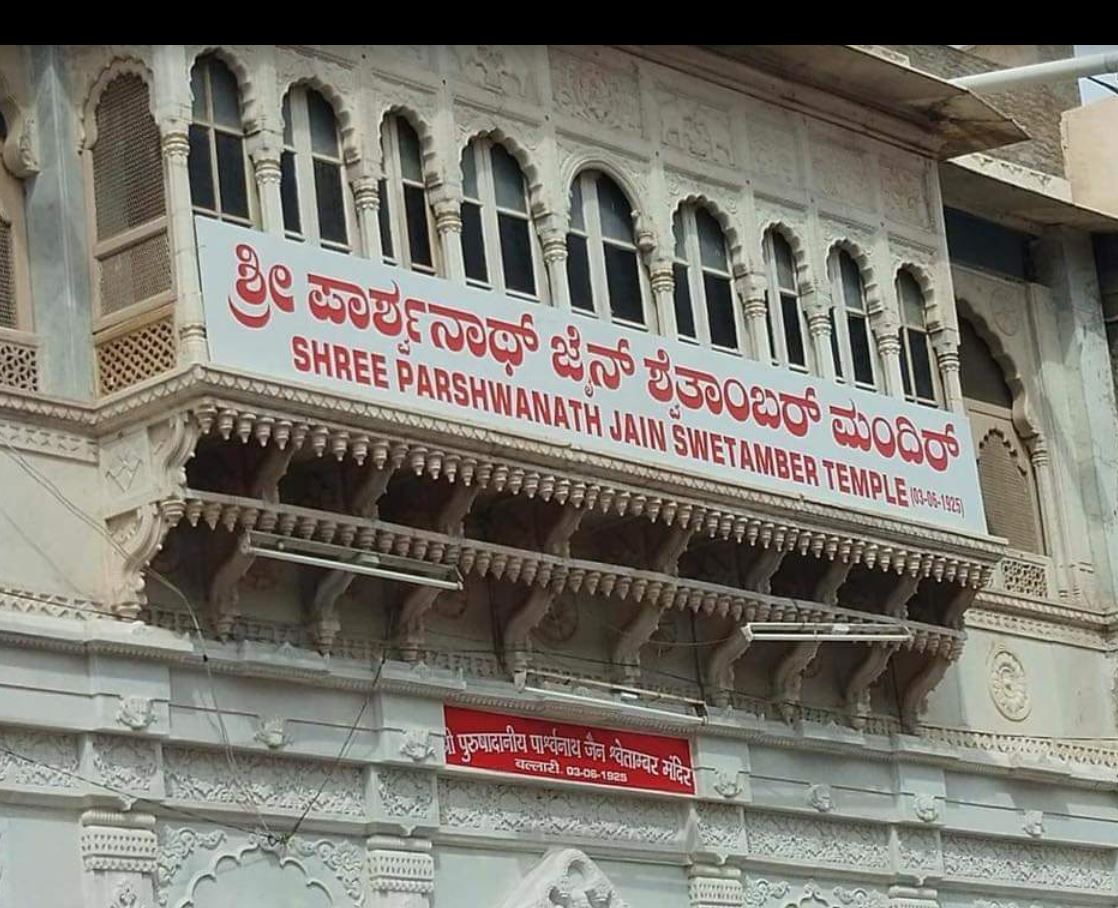 ಶ್ರೀ ಪಾರ್ಶ್ವನಾಥ್ ಜೈನ್ ಶ್ವೆತಾಂಬರ್ ಮಂದಿರ್
SHREE PARSHWANATH JAIN SWETAMBER TEMPLE (03-06-1925)
श्री पुरुषादानीय पार्श्वनाथ जैन श्वेताम्बर मंदिर
बल्लारी. 03-06-1925